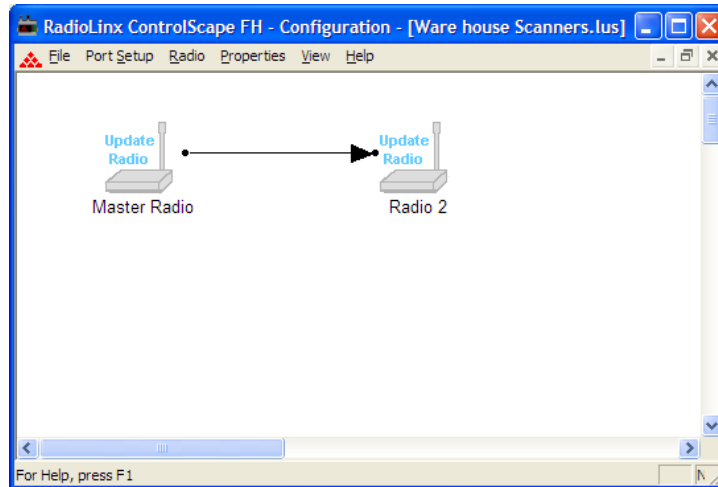 RadioLinx ControlScape FH - Configuration - [Ware house Scanners.lus]
File Port Setup Radio Properties View Help
Update Radio
Update Radio
Master Radio
Radio 2
For Help, press F1